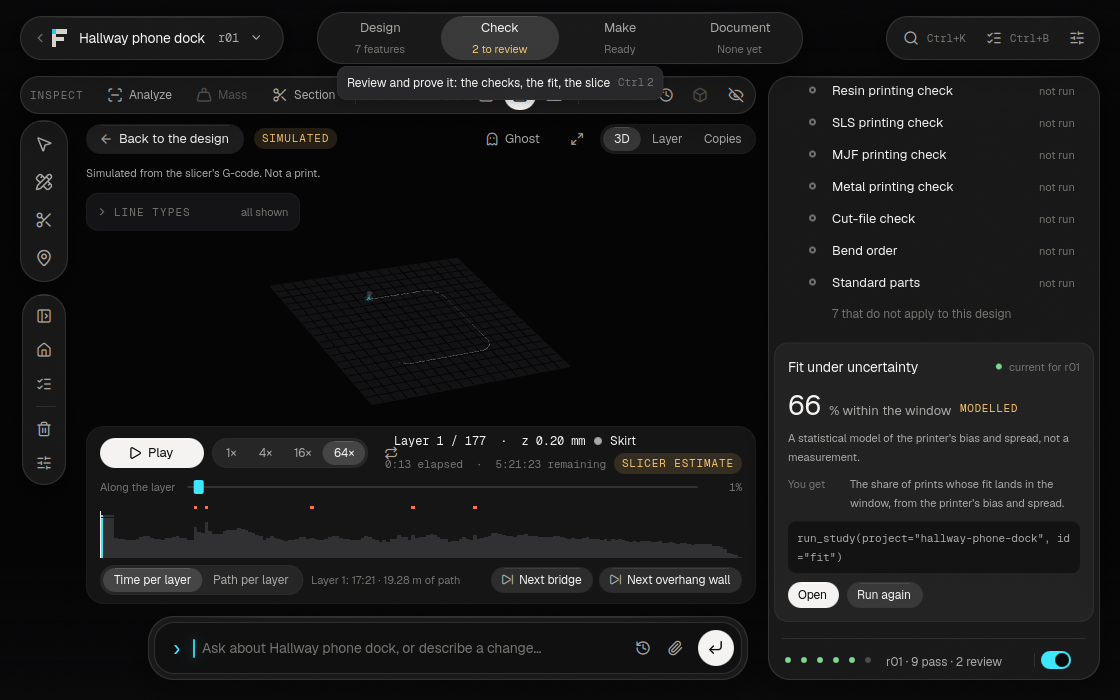 Hallway phone dock r01
Design
7 features
Check
2 to review
Make
Ready
Document
None yet
Ctrl+K
Ctrl+B
Review and prove it: the checks, the fit, the slice Ctrl 2
INSPECT
Analyze
Mass
Section
Back to the design
SIMULATED
Ghost
3D
Layer
Copies
Simulated from the slicer's G-code. Not a print.
LINE TYPES all shown
Play
1×
4×
16×
64×
Layer 1 / 177 · z 0.20 mm Skirt
0:13 elapsed · 5:21:23 remaining SLICER ESTIMATE
Along the layer 1%
Time per layer
Path per layer
Layer 1: 17:21 · 19.28 m of path
Next bridge
Next overhang wall
Ask about Hallway phone dock, or describe a change...
Resin printing check not run
SLS printing check not run
MJF printing check not run
Metal printing check not run
Cut-file check not run
Bend order not run
Standard parts not run
7 that do not apply to this design
Fit under uncertainty current for r01
66 % within the window MODELLED
A statistical model of the printer's bias and spread, not a
measurement.
You get The share of prints whose fit lands in the
window, from the printer's bias and spread.
run_study(project="hallway-phone-dock", id
="fit")
Open
Run again
r01 · 9 pass · 2 review